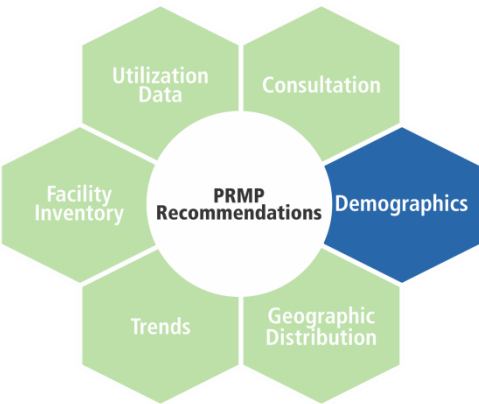 Utilization
Data
Consultation
Facility
Inventory
PRMP
Recommendations
Demographics
Trends
Geographic
Distribution